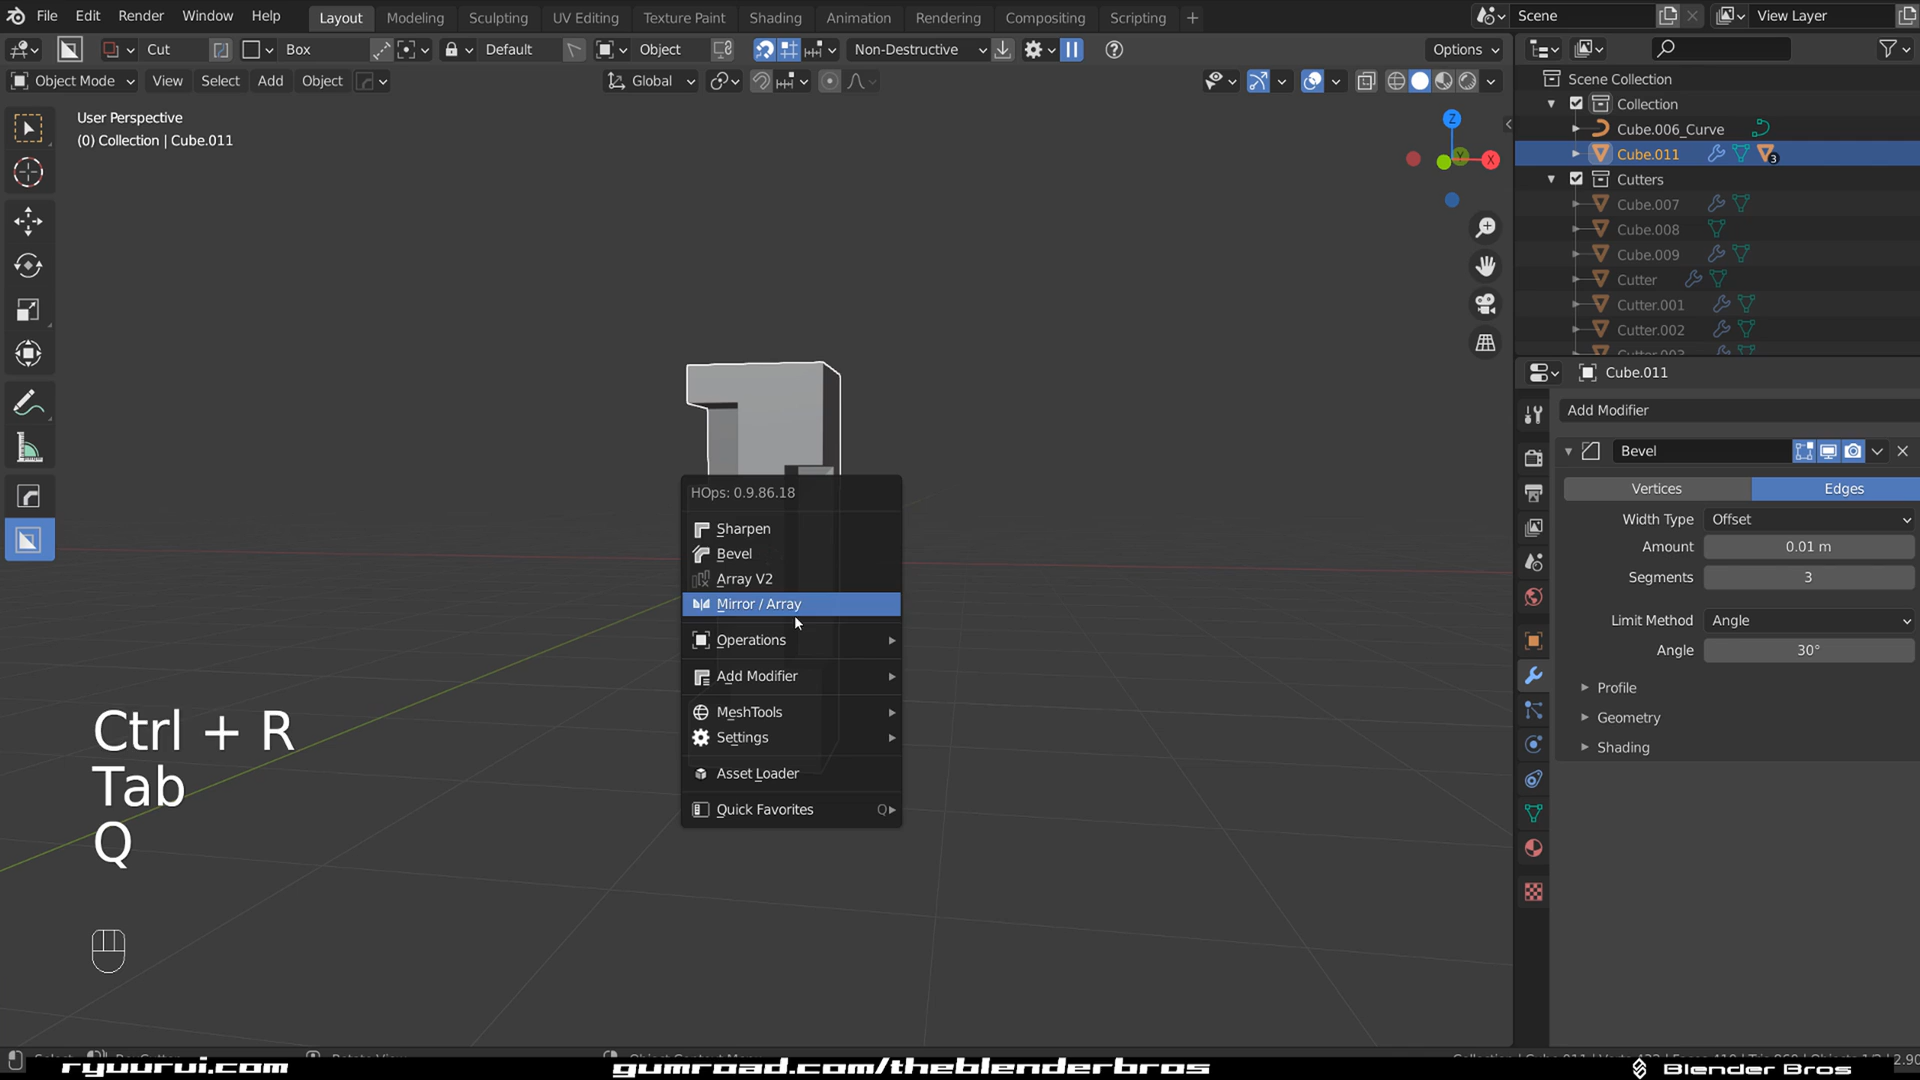 File Edit Render Window Help Layout Modeling Sculpting UV Editing Texture Paint Shading Animation Rendering Compositing Scripting + Scene View Layer
Cut Box Default Object Non-Destructive Options
Object Mode View Select Add Object Global
User Perspective
(0) Collection | Cube.011
Z
Y
X
HOps: 0.9.86.18
Sharpen
Bevel
Array V2
Mirror / Array
Operations
Add Modifier
MeshTools
Settings
Asset Loader
Quick Favorites Q
Ctrl + R
Tab
Q
Scene Collection
Collection
Cube.006_Curve
Cube.011 3
Cutters
Cube.007
Cube.008
Cube.009
Cutter
Cutter.001
Cutter.002
Cutter.003
Cube.011
Add Modifier
Bevel
Vertices Edges
Width Type Offset
Amount 0.01 m
Segments 3
Limit Method Angle
Angle 30°
Profile
Geometry
Shading
ryuurui.com
gumroad.com/theblenderbros
Blender Bros
2.90